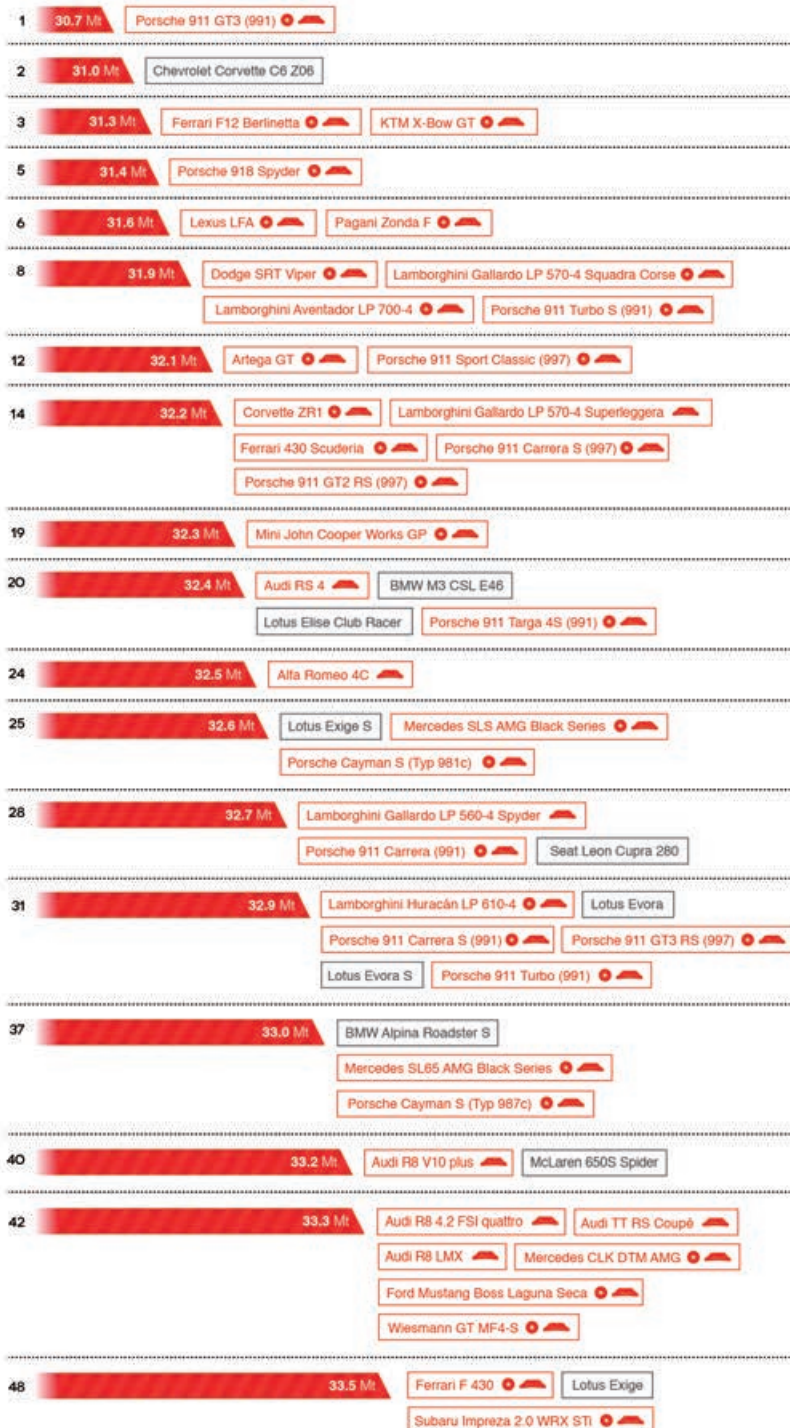 1 30.7 Mt Porsche 911 GT3 (991)
2 31.0 Mt Chevrolet Corvette C6 Z06
3 31.3 Mt Ferrari F12 Berlinetta KTM X-Bow GT
5 31.4 Mt Porsche 918 Spyder
6 31.6 Mt Lexus LFA Pagani Zonda F
8 31.9 Mt Dodge SRT Viper Lamborghini Gallardo LP 570-4 Squadra Corse
Lamborghini Aventador LP 700-4 Porsche 911 Turbo S (991)
12 32.1 Mt Artega GT Porsche 911 Sport Classic (997)
14 32.2 Mt Corvette ZR1 Lamborghini Gallardo LP 570-4 Superleggera
Ferrari 430 Scuderia Porsche 911 Carrera S (997)
Porsche 911 GT2 RS (997)
19 32.3 Mt Mini John Cooper Works GP
20 32.4 Mt Audi RS 4 BMW M3 CSL E46
Lotus Elise Club Racer Porsche 911 Targa 4S (991)
24 32.5 Mt Alfa Romeo 4C
25 32.6 Mt Lotus Exige S Mercedes SLS AMG Black Series
Porsche Cayman S (Typ 981c)
28 32.7 Mt Lamborghini Gallardo LP 560-4 Spyder
Porsche 911 Carrera (991) Seat Leon Cupra 280
31 32.9 Mt Lamborghini Huracán LP 610-4 Lotus Evora
Porsche 911 Carrera S (991) Porsche 911 GT3 RS (997)
Lotus Evora S Porsche 911 Turbo (991)
37 33.0 Mt BMW Alpina Roadster S
Mercedes SL65 AMG Black Series
Porsche Cayman S (Typ 987c)
40 33.2 Mt Audi R8 V10 plus McLaren 650S Spider
42 33.3 Mt Audi R8 4.2 FSI quattro Audi TT RS Coupé
Audi R8 LMX Mercedes CLK DTM AMG
Ford Mustang Boss Laguna Seca
Wiesmann GT MF4-S
48 33.5 Mt Ferrari F 430 Lotus Exige
Subaru Impreza 2.0 WRX STi